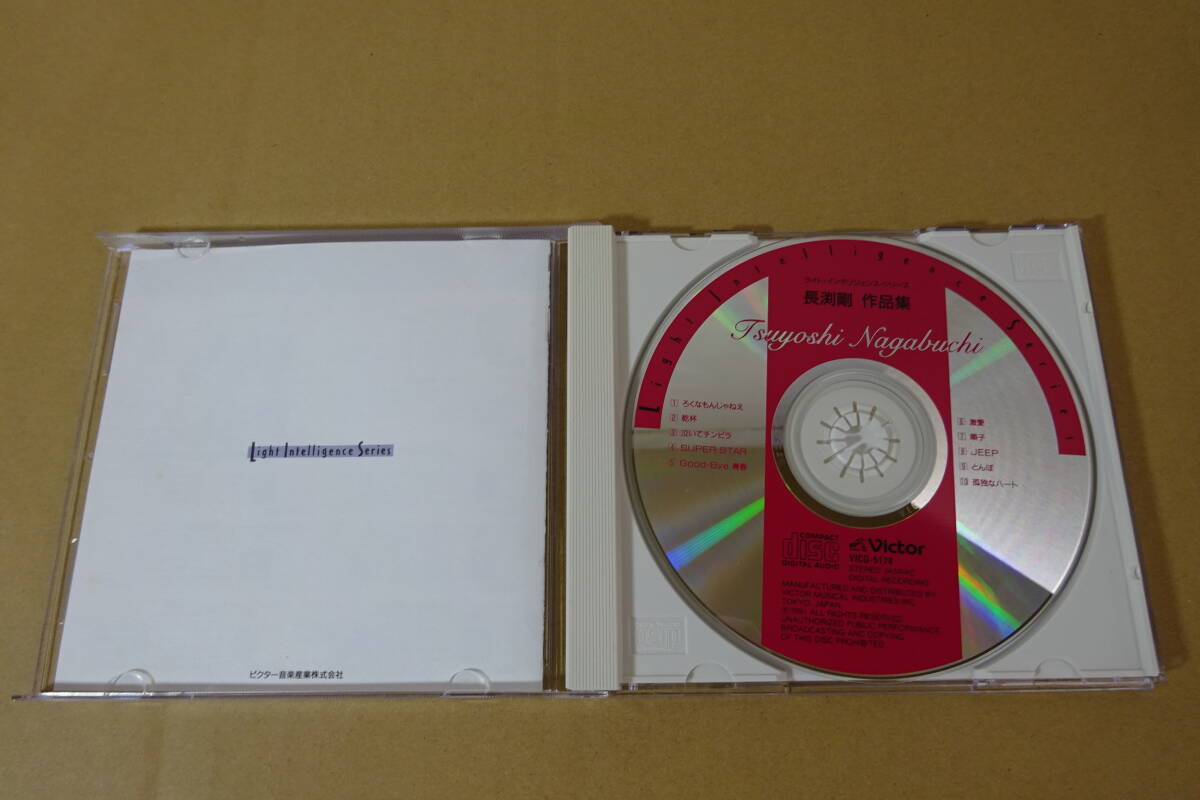 Light Intelligence Series
ビクター音楽産業株式会社
Light Intelligence Series
ライト・インテリジェンス・シリーズ
長渕剛 作品集
Tsuyoshi Nagabuchi
1 ろくなもんじゃねえ
2 乾杯
3 泣いてチンピラ
4 SUPER STAR
5 Good-Bye 青春
6 激愛
7 順子
8 JEEP
9 とんぼ
10 孤独なハート
COMPACT
disc
DIGITAL AUDIO
Victor
VICG-5174
STEREO JASRAC
DIGITAL RECORDING
MANUFACTURED AND DISTRIBUTED BY
VICTOR MUSICAL INDUSTRIES INC.
TOKYO, JAPAN.
1991 ALL RIGHTS RESERVED.
UNAUTHORIZED PUBLIC PERFORMANCE
BROADCASTING AND COPYING
OF THIS DISC PROHIBITED.